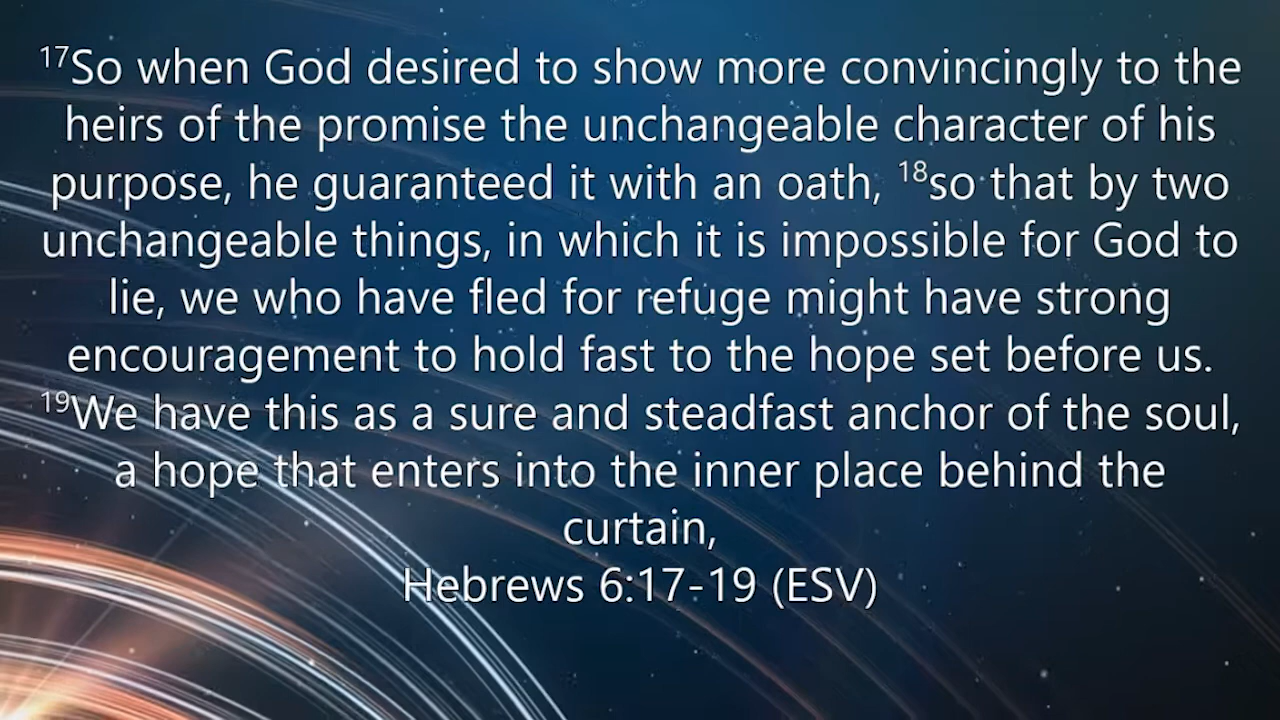 ¹⁷So when God desired to show more convincingly to the
heirs of the promise the unchangeable character of his
purpose, he guaranteed it with an oath, ¹⁸so that by two
unchangeable things, in which it is impossible for God to
lie, we who have fled for refuge might have strong
encouragement to hold fast to the hope set before us.
¹⁹We have this as a sure and steadfast anchor of the soul,
a hope that enters into the inner place behind the
curtain,
Hebrews 6:17-19 (ESV)